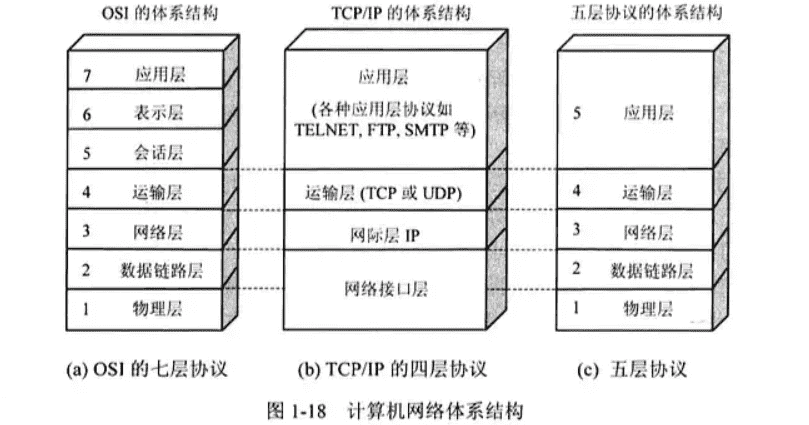 OSI 的体系结构
7 应用层
6 表示层
5 会话层
4 运输层
3 网络层
2 数据链路层
1 物理层
(a) OSI 的七层协议
TCP/IP 的体系结构
应用层
(各种应用层协议如
TELNET, FTP, SMTP 等)
运输层 (TCP 或 UDP)
网际层 IP
网络接口层
(b) TCP/IP 的四层协议
五层协议的体系结构
5 应用层
4 运输层
3 网络层
2 数据链路层
1 物理层
(c) 五层协议
图 1-18 计算机网络体系结构